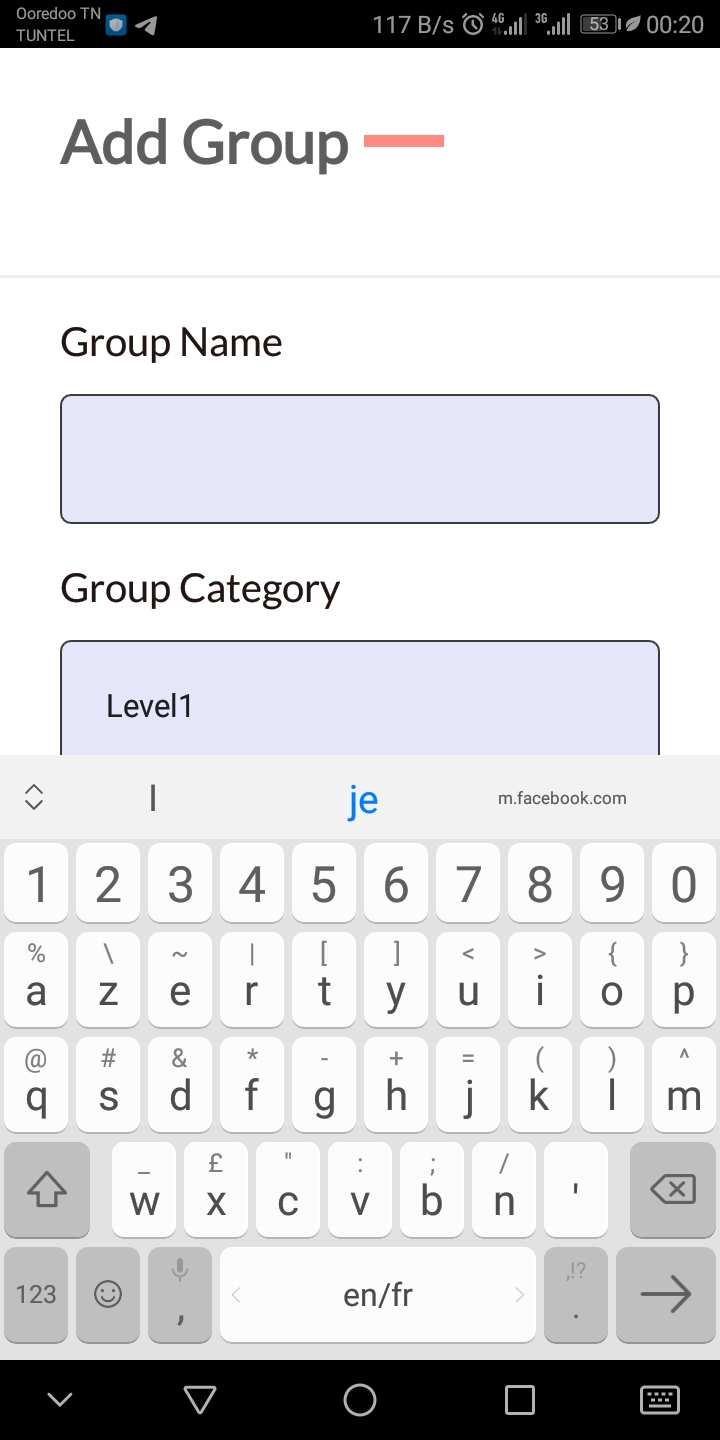 Ooredoo TN
TUNTEL
117 B/s 4G 3G 53 00:20
Add Group
Group Name
Group Category
Level1
l je m.facebook.com
1 2 3 4 5 6 7 8 9 0
% \ ~ | [ ] < > { }
a z e r t y u i o p
@ # & * - + = ( ) ^
q s d f g h j k l m
_ £ " : ; /
w x c v b n '
,!?
123 , en/fr .